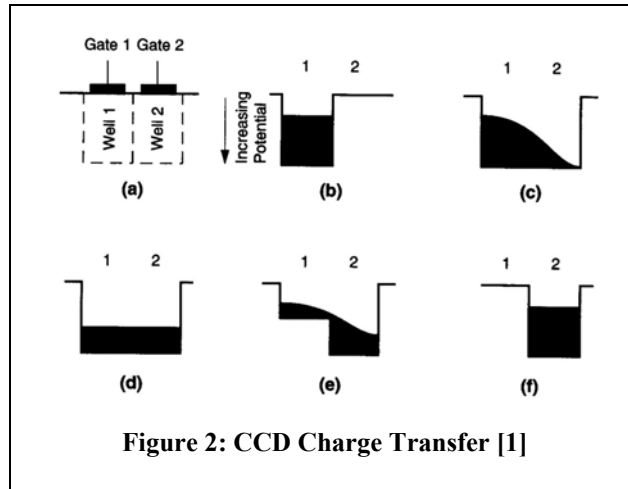 Gate 1 Gate 2
Well 1
Well 2
(a)
Increasing
Potential
1 2
(b)
1 2
(c)
1 2
(d)
1 2
(e)
1 2
(f)
Figure 2: CCD Charge Transfer [1]